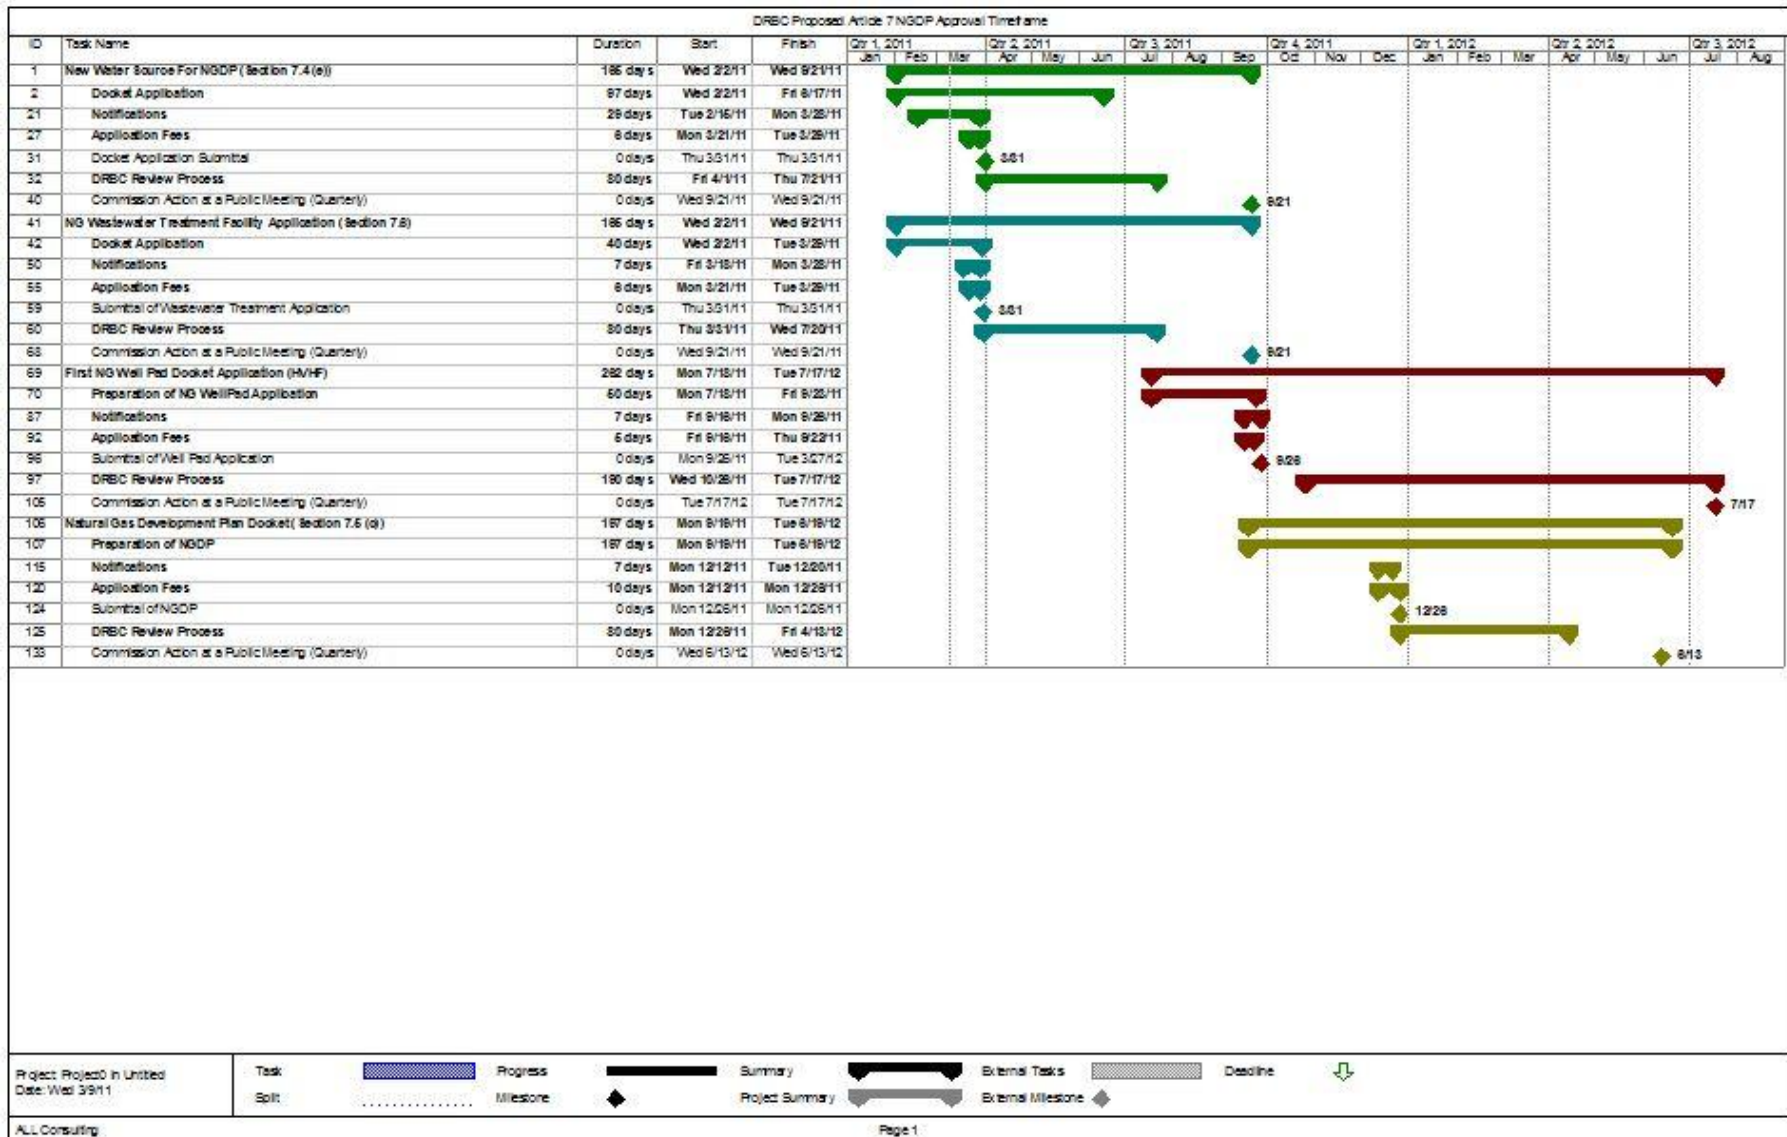 DRBC Proposed Article 7 NGDP Approval Timeframe
ID Task Name Duration Start Finish Qtr 1, 2011 Qtr 2, 2011 Qtr 3, 2011 Qtr 4, 2011 Qtr 1, 2012 Qtr 2, 2012 Qtr 3, 2012
Jan Feb Mar Apr May Jun Jul Aug Sep Oct Nov Dec Jan Feb Mar Apr May Jun Jul Aug
1 New Water Source For NGDP (Section 7.4(e)) days Wed 2/2/11 Wed 9/21/11
2 Docket Application 97 days Wed 2/2/11 Fri 6/17/11
21 Notifications 29 days Tue 2/15/11 Mon 3/28/11
27 Application Fees Mon 3/21/11 Tue 3/29/11
31 Docket Application Submittal 0 days Thu 3/31/11 Thu 3/31/11 3/31
32 DRBC Review Process 80 days Fri 4/1/11 Thu 7/21/11
40 Commission Action at a Public Meeting (Quarterly) 0 days Wed 9/21/11 Wed 9/21/11 9/21
41 NG Wastewater Treatment Facility Application (Section days Wed 2/2/11 Wed 9/21/11
42 Docket Application 40 days Wed 2/2/11 Tue 3/29/11
50 Notifications 7 days Fri 3/18/11 Mon 3/28/11
55 Application Fees Mon 3/21/11 Tue 3/29/11
59 Submittal of Wastewater Treatment Application 0 days Thu 3/31/11 Thu 3/31/11 3/31
60 DRBC Review Process 80 days Thu 3/31/11 Wed 7/20/11
68 Commission Action at a Public Meeting (Quarterly) 0 days Wed 9/21/11 Wed 9/21/11 9/21
69 First NG Well Pad Docket Application (HVHF) 262 days Mon 7/18/11 Tue 7/17/12
70 Preparation of NG WellPad Application 50 days Mon 7/18/11 Fri 9/23/11
87 Notifications 7 days Fri 9/16/11 Mon 9/26/11
92 Application Fees 5 days Fri 9/16/11 Thu 9/22/11
96 Submittal of Well Pad Application 0 days Mon 9/26/11 Tue 3/27/12 9/26
97 DRBC Review Process 190 days Wed 10/26/11 Tue 7/17/12
105 Commission Action at a Public Meeting (Quarterly) 0 days Tue 7/17/12 Tue 7/17/12 7/17
106 Natural Gas Development Plan Docket (Section 7.5 (c)) 197 days Mon 9/19/11 Tue 6/19/12
107 Preparation of NGDP 197 days Mon 9/19/11 Tue 6/19/12
115 Notifications 7 days Mon 12/12/11 Tue 12/20/11
120 Application Fees Mon 12/12/11 Mon 12/26/11
124 Submittal of NGDP 0 days Mon 12/26/11 Mon 12/26/11 12/26
125 DRBC Review Process 80 days Mon 12/26/11 Fri 4/13/12
133 Commission Action at a Public Meeting (Quarterly) 0 days Wed 6/13/12 Wed 6/13/12 6/13
Project: Project0 in Untitled
Date: Wed 3/9/11
Task Progress Summary External Tasks Deadline
Split Milestone Project Summary External Milestone
ALL Consulting Page 1